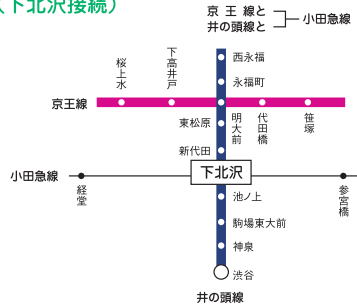 （下北沢接続）
京王線と
井の頭線と
小田急線
西永福
永福町
桜上水
下高井戸
京王線
明大前
代田橋
笹塚
東松原
新代田
小田急線
下北沢
経堂
参宮橋
池ノ上
駒場東大前
神泉
渋谷
井の頭線